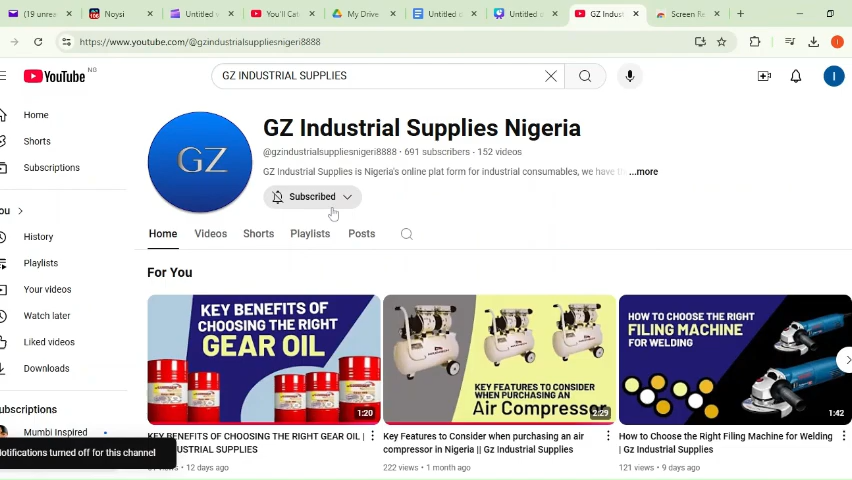 (19 unrea
Noysi
Untitled n
You'll Cat
My Drive
Untitled d
Untitled d
GZ Indust
Screen Re
https://www.youtube.com/@gzindustrialsuppliesnigeri8888
YouTube NG
GZ INDUSTRIAL SUPPLIES
I
Home
Shorts
Subscriptions
ou
History
Playlists
Your videos
Watch later
Liked videos
Downloads
ubscriptions
Mumbi Inspired
otifications turned off for this channel
GZ
GZ Industrial Supplies Nigeria
@gzindustrialsuppliesnigeri8888 • 691 subscribers • 152 videos
GZ Industrial Supplies is Nigeria's online plat form for industrial consumables, we have th ...more
Subscribed
Home Videos Shorts Playlists Posts
For You
KEY BENEFITS OF
CHOOSING THE RIGHT
GEAR OIL
1:20
KEY FEATURES TO CONSIDER
WHEN PURCHASING AN
Air Compressor
2:29
HOW TO CHOOSE THE RIGHT
FILING MACHINE
FOR WELDING
1:42
KEY BENEFITS OF CHOOSING THE RIGHT GEAR OIL |
USTRIAL SUPPLIES
views • 12 days ago
Key Features to Consider when purchasing an air
compressor in Nigeria || Gz Industrial Supplies
222 views • 1 month ago
How to Choose the Right Filing Machine for Welding
| Gz Industrial Supplies
121 views • 9 days ago